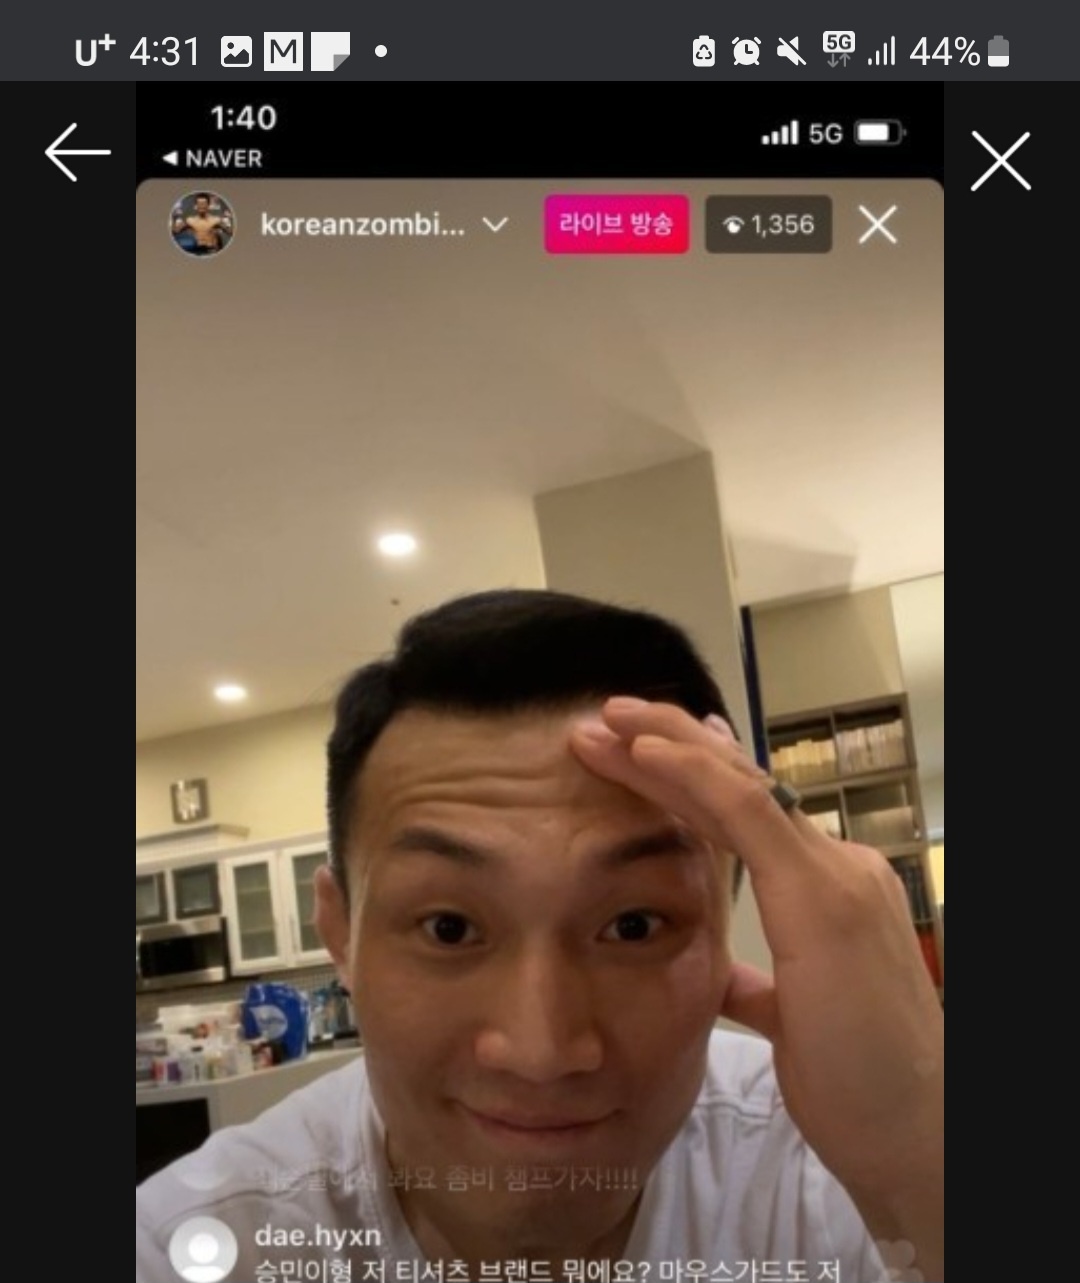 U+ 4:31 M 5G 44%
1:40 5G
◀ NAVER
koreanzombi... 라이브 방송 1,356
봐요 좀비 챔프가자!!!!
dae.hyxn
승민이형 저 티셔츠 브랜드 뭐에요? 마우스가드도 저